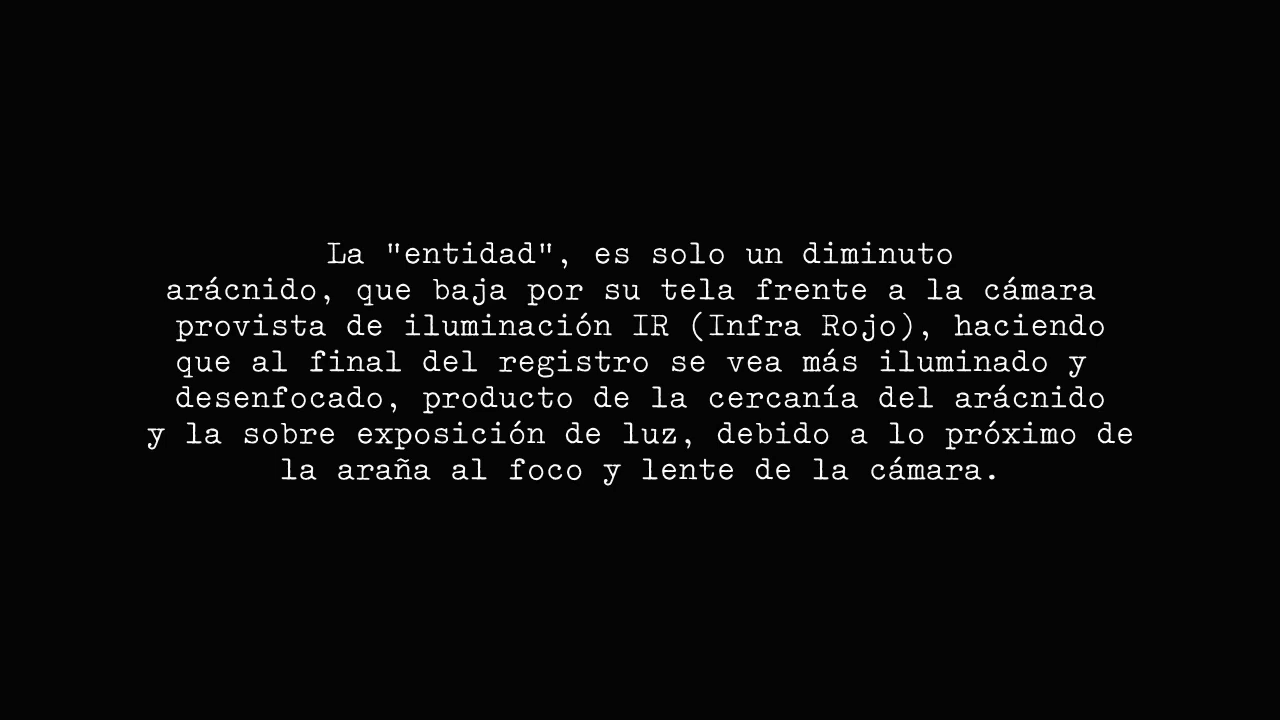 La "entidad", es solo un diminuto
arácnido, que baja por su tela frente a la cámara
provista de iluminación IR (Infra Rojo), haciendo
que al final del registro se vea más iluminado y
desenfocado, producto de la cercanía del arácnido
y la sobre exposición de luz, debido a lo próximo de
la araña al foco y lente de la cámara.